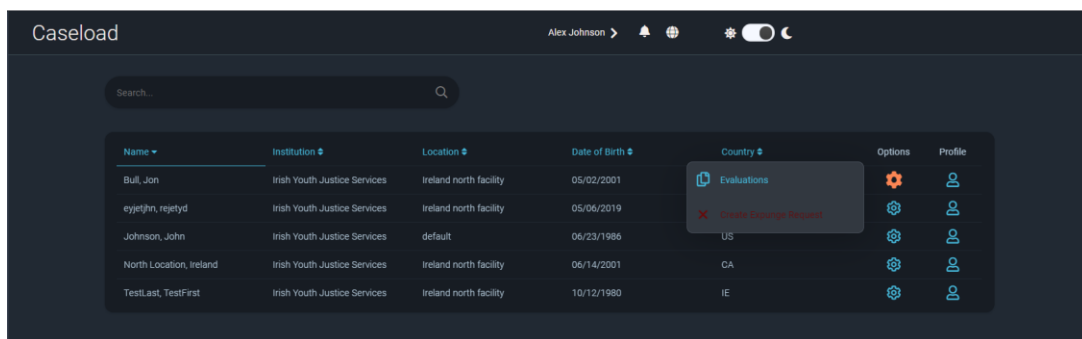 Caseload
Alex Johnson
Search...
Name Institution Location Date of Birth Country Options Profile
Bull, Jon Irish Youth Justice Services Ireland north facility 05/02/2001
Evaluations
eyjetjhn, rejetyd Irish Youth Justice Services Ireland north facility 05/06/2019
Create Expunge Request
Johnson, John Irish Youth Justice Services default 06/23/1986 US
North Location, Ireland Irish Youth Justice Services Ireland north facility 06/14/2001 CA
TestLast, TestFirst Irish Youth Justice Services Ireland north facility 10/12/1980 IE